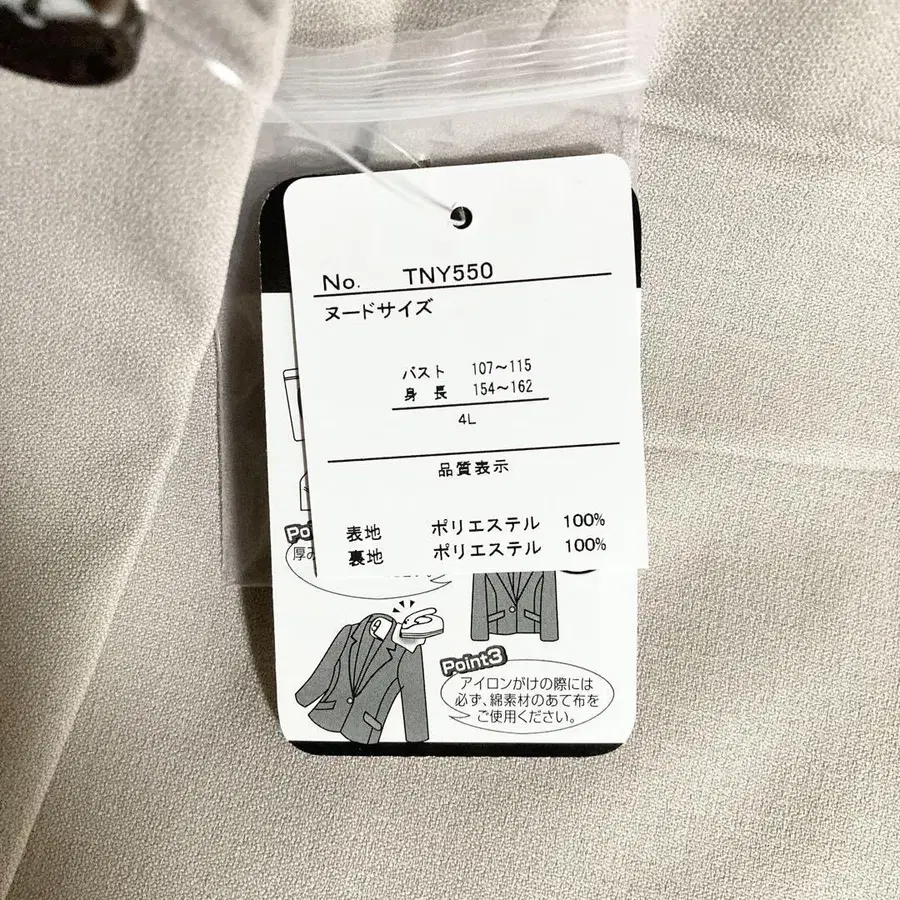 No. TNY550
ヌードサイズ
バスト 107～115
身長 154～162
4L
品質表示
表地 ポリエステル 100%
裏地 ポリエステル 100%
厚み
Point3
アイロンがけの際には
必ず、綿素材のあて布を
ご使用ください。